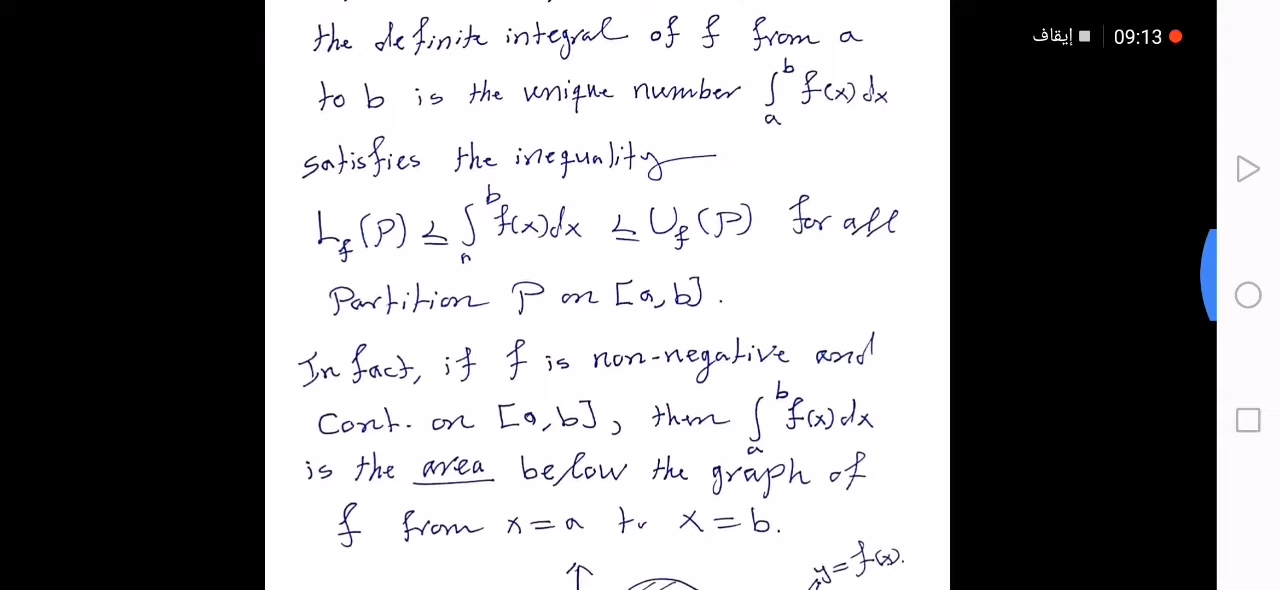 the definite integral of f from a
إيقاف 09:13
to b is the unique number ∫_a^b f(x) dx
satisfies the inequality
L_f(P) ≤ ∫_a^b f(x)dx ≤ U_f(P) for all
Partition P on [a,b].
In fact, if f is non-negative and
Cont. on [a,b], then ∫_a^b f(x)dx
is the area below the graph of
f from x=a to x=b.
y=f(x).